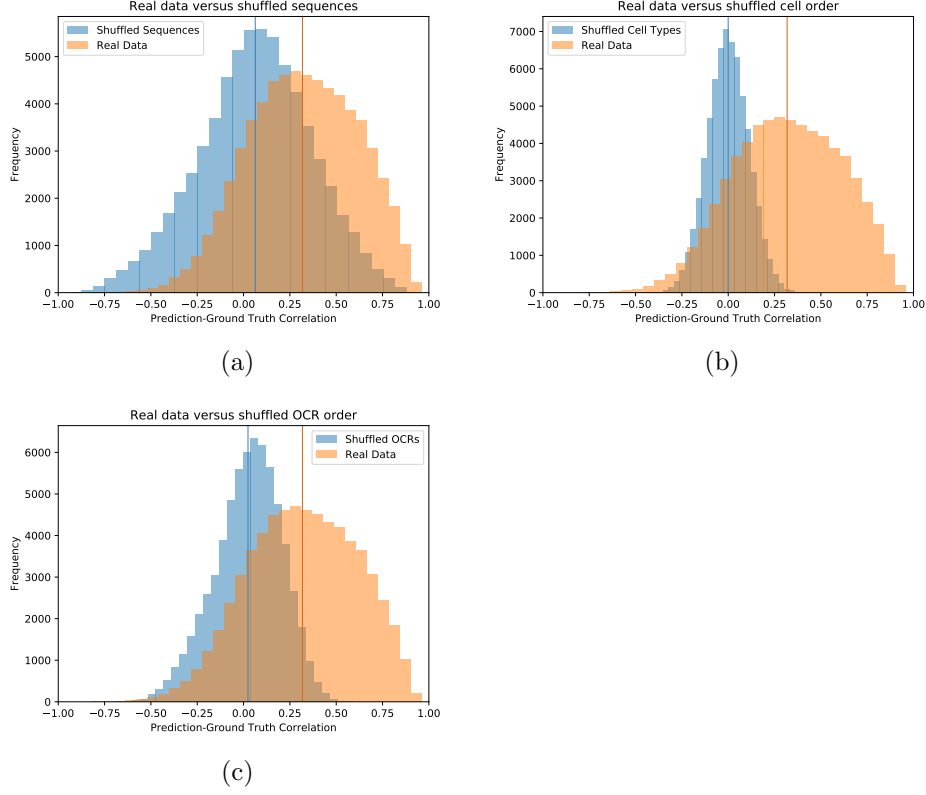 Real data versus shuffled sequences
Shuffled Sequences
Real Data
Frequency
5000
4000
3000
2000
1000
0
−1.00 −0.75 −0.50 −0.25 0.00 0.25 0.50 0.75 1.00
Prediction-Ground Truth Correlation
(a)
Real data versus shuffled cell order
Shuffled Cell Types
Real Data
Frequency
7000
6000
5000
4000
3000
2000
1000
0
−1.00 −0.75 −0.50 −0.25 0.00 0.25 0.50 0.75 1.00
Prediction-Ground Truth Correlation
(b)
Real data versus shuffled OCR order
Shuffled OCRs
Real Data
Frequency
6000
5000
4000
3000
2000
1000
0
−1.00 −0.75 −0.50 −0.25 0.00 0.25 0.50 0.75 1.00
Prediction-Ground Truth Correlation
(c)